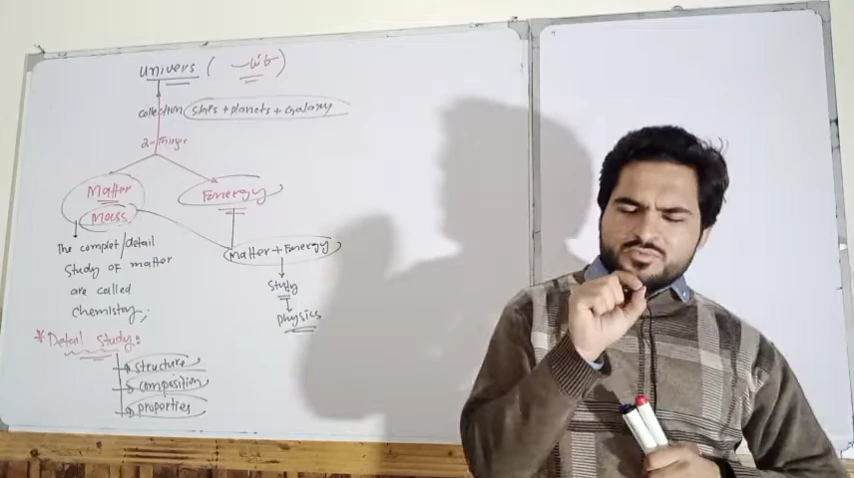 univers (
collection stars + planets + Galaxy
2-Things
Matter
Mass
Energy
The complet/detail
study of matter
are called
chemistry;
Matter + Energy
study
physics
* Detail study:
structure
composition
properties